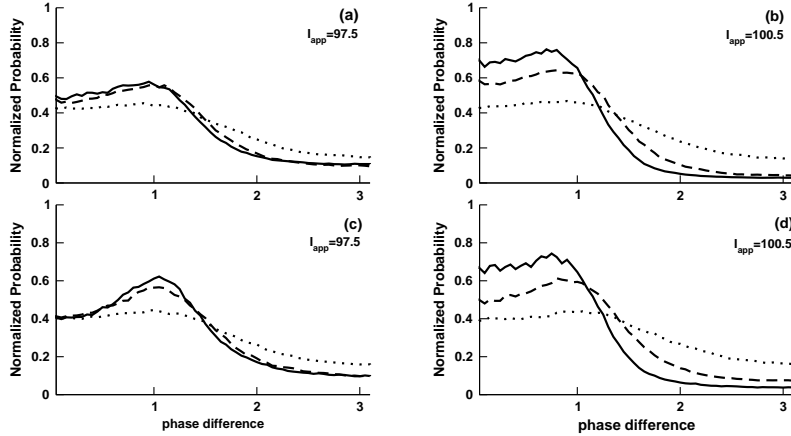 (a)
I_app=97.5
Normalized Probability
1
0.8
0.6
0.4
0.2
0
1
2
3
(b)
I_app=100.5
Normalized Probability
1
0.8
0.6
0.4
0.2
0
1
2
3
(c)
I_app=97.5
Normalized Probability
1
0.8
0.6
0.4
0.2
0
1
2
3
phase difference
(d)
I_app=100.5
Normalized Probability
1
0.8
0.6
0.4
0.2
0
1
2
3
phase difference